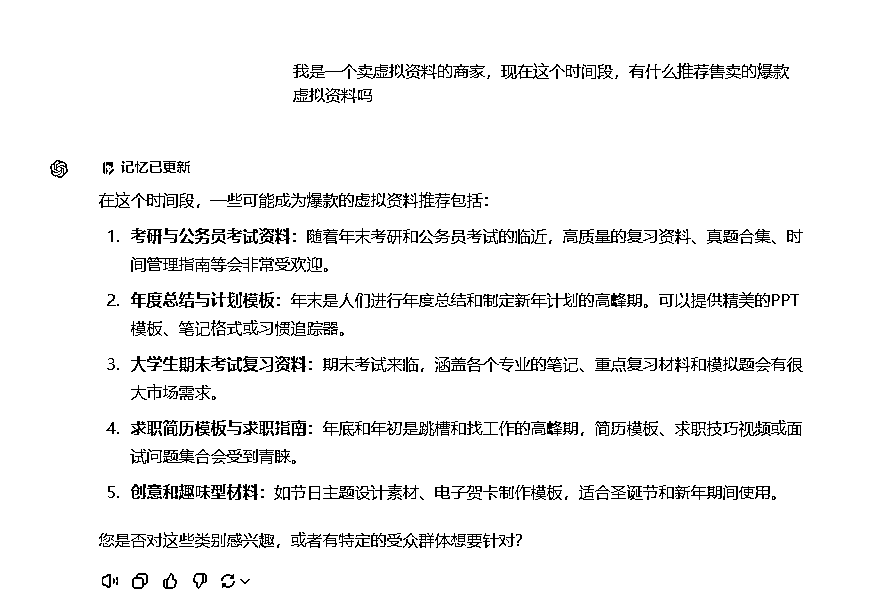 我是一个卖虚拟资料的商家，现在这个时间段，有什么推荐售卖的爆款
虚拟资料吗
记忆已更新
在这个时间段，一些可能成为爆款的虚拟资料推荐包括：
1. 考研与公务员考试资料：随着年末考研和公务员考试的临近，高质量的复习资料、真题合集、时
间管理指南等会非常受欢迎。
2. 年度总结与计划模板：年末是人们进行年度总结和制定新年计划的高峰期。可以提供精美的PPT
模板、笔记格式或习惯追踪器。
3. 大学生期末考试复习资料：期末考试来临，涵盖各个专业的笔记、重点复习材料和模拟题会有很
大市场需求。
4. 求职简历模板与求职指南：年底和年初是跳槽和找工作的高峰期，简历模板、求职技巧视频或面
试问题集合会受到青睐。
5. 创意和趣味型材料：如节日主题设计素材、电子贺卡制作模板，适合圣诞节和新年期间使用。
您是否对这些类别感兴趣，或者有特定的受众群体想要针对？